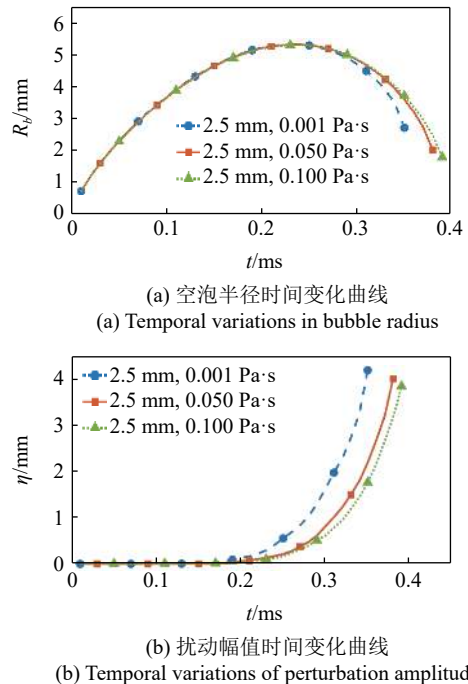 6
5
4
3
2
1
0
R_b/mm
2.5 mm, 0.001 Pa·s
2.5 mm, 0.050 Pa·s
2.5 mm, 0.100 Pa·s
0.1 0.2 0.3 0.4
t/ms
(a) 空泡半径时间变化曲线
(a) Temporal variations in bubble radius
4
3
2
1
0
η/mm
2.5 mm, 0.001 Pa·s
2.5 mm, 0.050 Pa·s
2.5 mm, 0.100 Pa·s
0 0.1 0.2 0.3 0.4
t/ms
(b) 扰动幅值时间变化曲线
(b) Temporal variations of perturbation amplitud